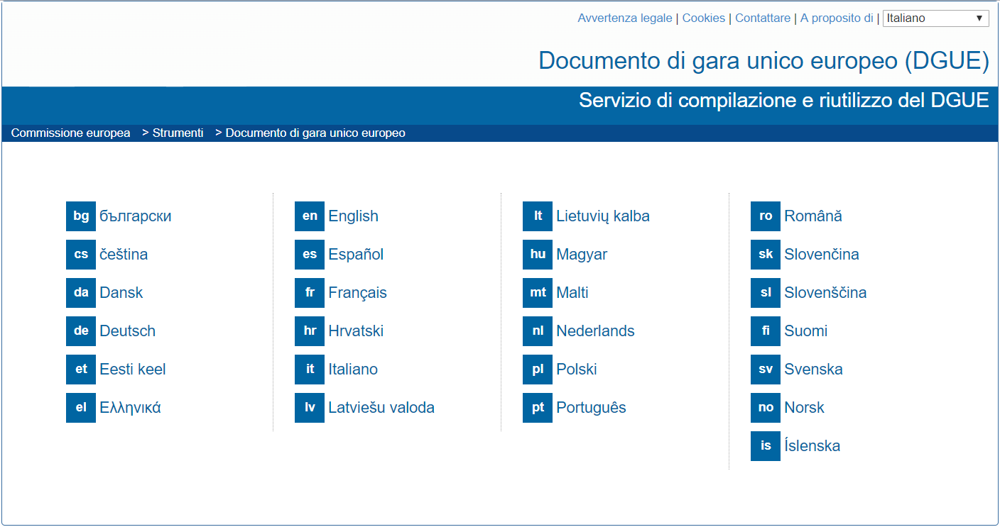 Avvertenza legale | Cookies | Contattare | A proposito di | Italiano
Documento di gara unico europeo (DGUE)
Servizio di compilazione e riutilizzo del DGUE
Commissione europea > Strumenti > Documento di gara unico europeo
bg български
cs čeština
da Dansk
de Deutsch
et Eesti keel
el Ελληνικά
en English
es Español
fr Français
hr Hrvatski
it Italiano
lv Latviešu valoda
lt Lietuvių kalba
hu Magyar
mt Malti
nl Nederlands
pl Polski
pt Português
ro Română
sk Slovenčina
sl Slovenščina
fi Suomi
sv Svenska
no Norsk
is Íslenska